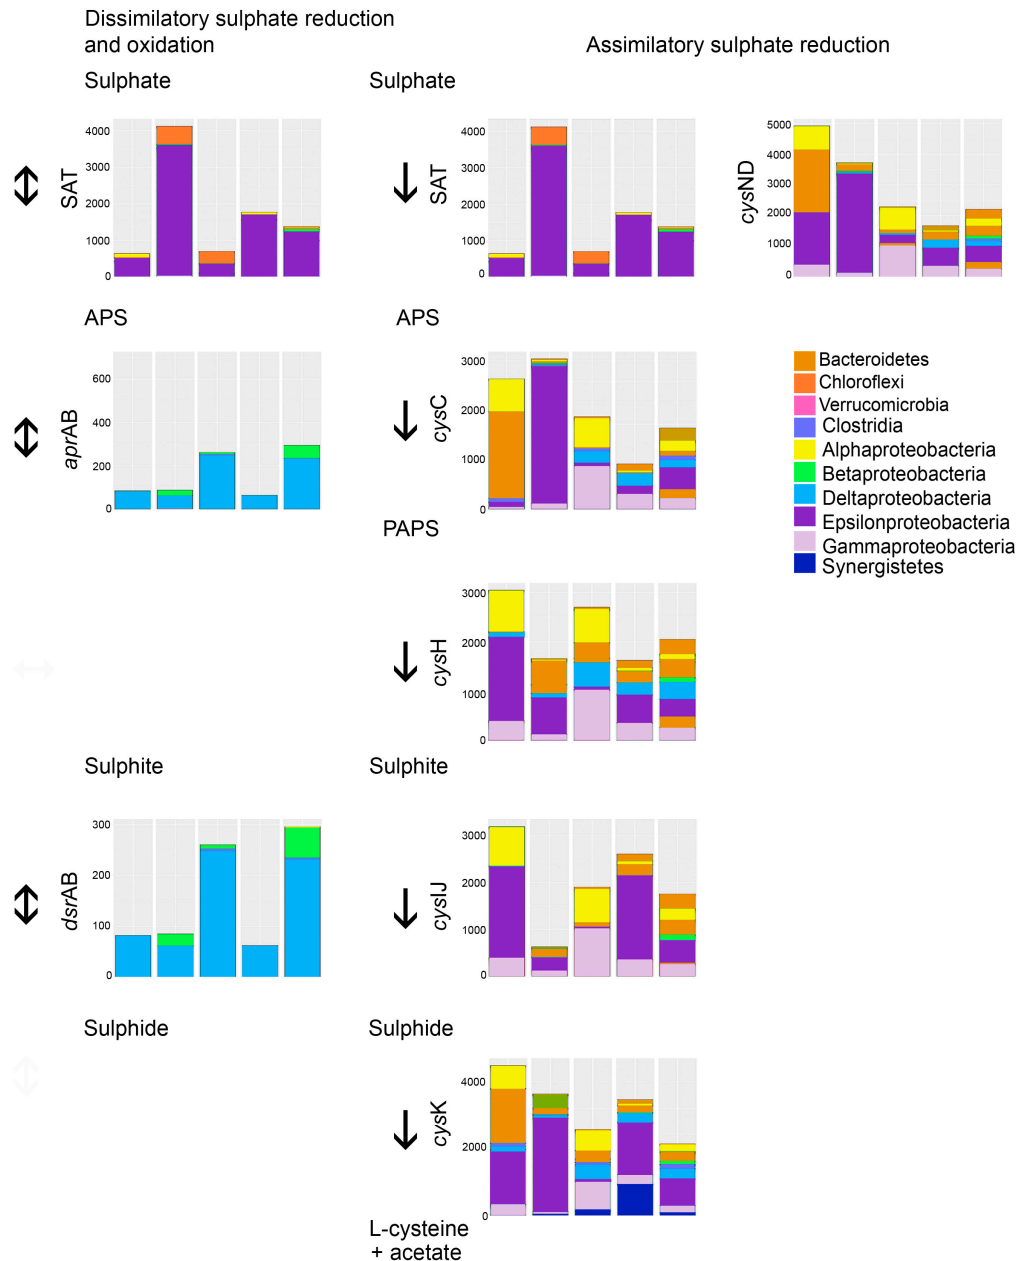 Dissimilatory sulphate reduction
and oxidation
Assimilatory sulphate reduction
Sulphate
Sulphate
SAT
4000
3000
2000
1000
0
SAT
4000
3000
2000
1000
0
cysND
5000
4000
3000
2000
1000
0
APS
APS
aprAB
600
400
200
0
cysC
3000
2000
1000
0
Bacteroidetes
Chloroflexi
Verrucomicrobia
Clostridia
Alphaproteobacteria
Betaproteobacteria
Deltaproteobacteria
Epsilonproteobacteria
Gammaproteobacteria
Synergistetes
PAPS
cysH
3000
2000
1000
0
Sulphite
Sulphite
dsrAB
300
200
100
0
cysIJ
3000
2000
1000
0
Sulphide
Sulphide
cysK
4000
2000
0
L-cysteine
+ acetate